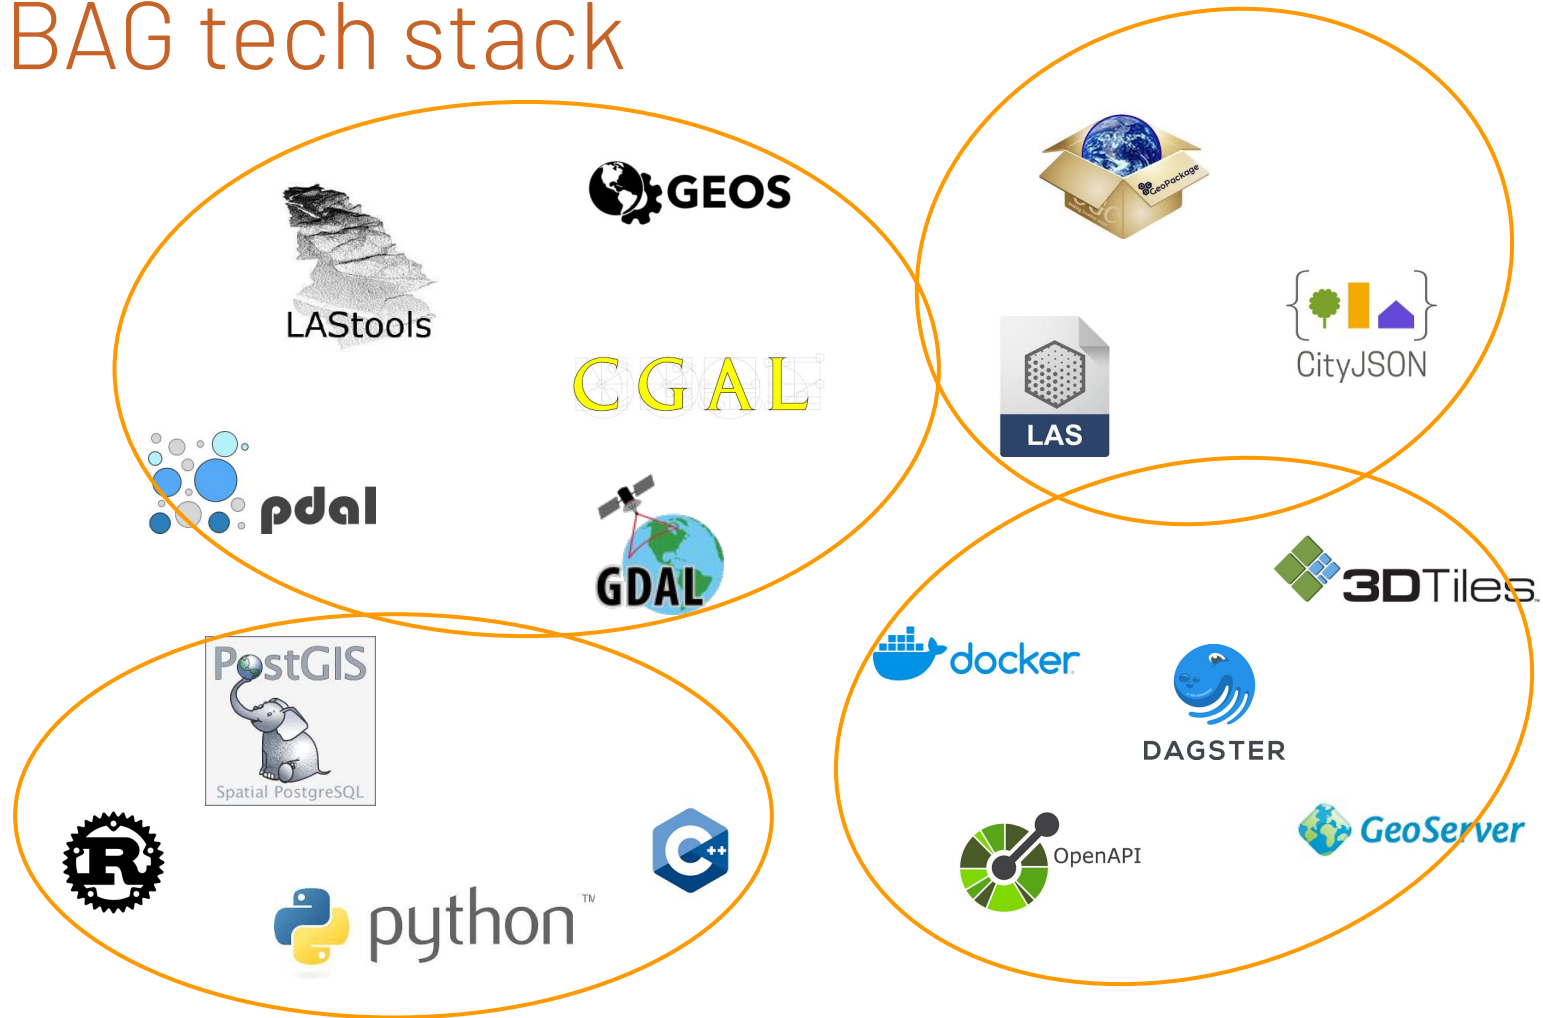 BAG tech stack
GEOS
LAStools
CGAL
pdal
GDAL
GeoPackage
CityJSON
LAS
PostGIS
Spatial PostgreSQL
R
C++
python™
3DTiles
docker
DAGSTER
OpenAPI
GeoServer